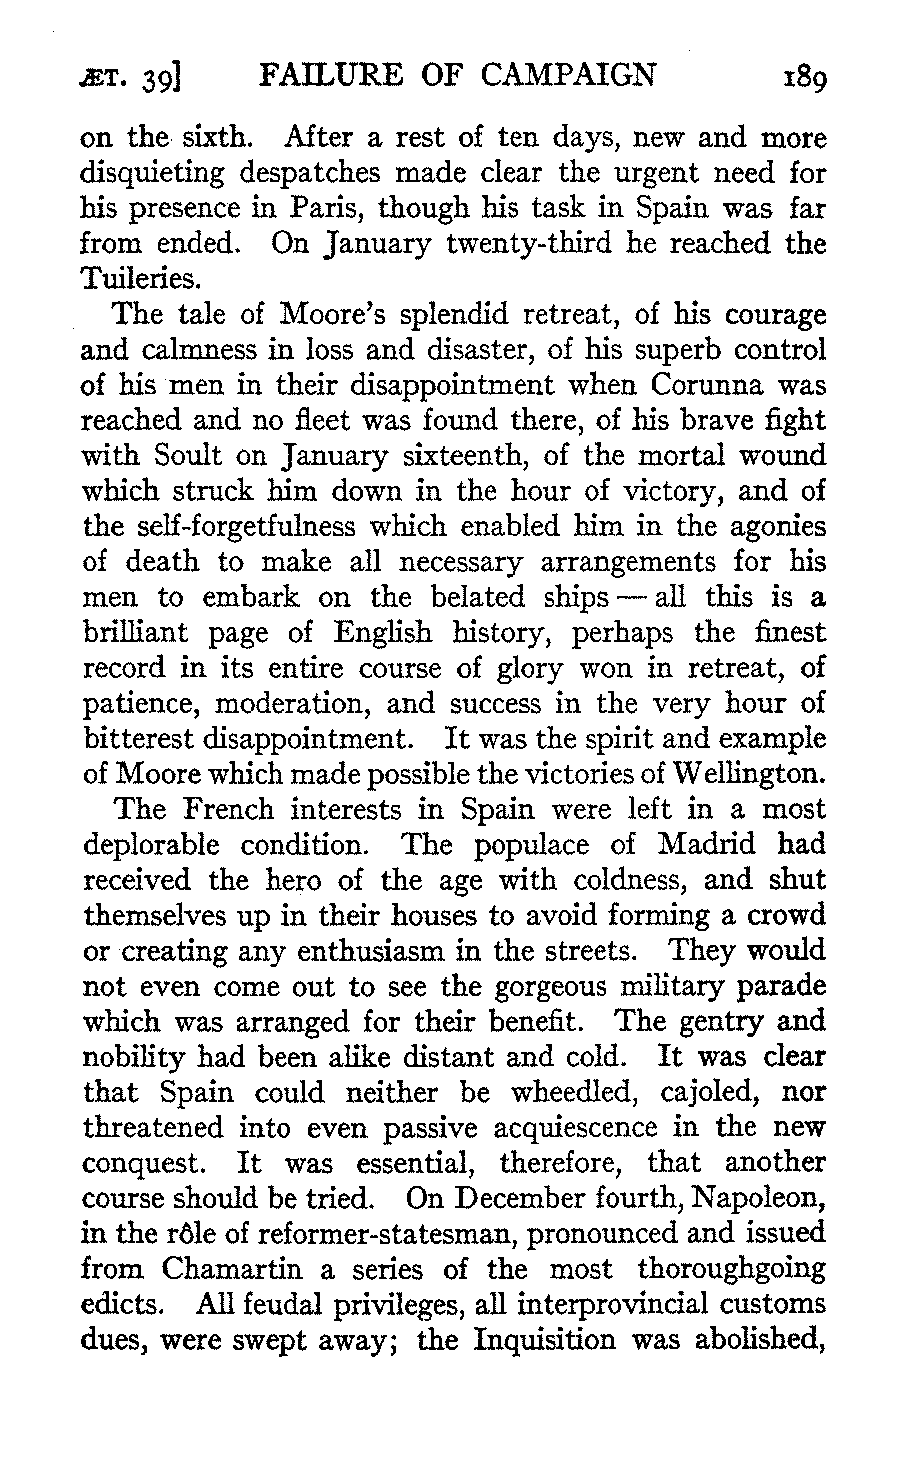 ÆT. 39] FAILURE OF CAMPAIGN 189
on the sixth. After a rest of ten days, new and more
disquieting despatches made clear the urgent need for
his presence in Paris, though his task in Spain was far
from ended. On January twenty-third he reached the
Tuileries.
The tale of Moore's splendid retreat, of his courage
and calmness in loss and disaster, of his superb control
of his men in their disappointment when Corunna was
reached and no fleet was found there, of his brave fight
with Soult on January sixteenth, of the mortal wound
which struck him down in the hour of victory, and of
the self-forgetfulness which enabled him in the agonies
of death to make all necessary arrangements for his
men to embark on the belated ships — all this is a
brilliant page of English history, perhaps the finest
record in its entire course of glory won in retreat, of
patience, moderation, and success in the very hour of
bitterest disappointment. It was the spirit and example
of Moore which made possible the victories of Wellington.
The French interests in Spain were left in a most
deplorable condition. The populace of Madrid had
received the hero of the age with coldness, and shut
themselves up in their houses to avoid forming a crowd
or creating any enthusiasm in the streets. They would
not even come out to see the gorgeous military parade
which was arranged for their benefit. The gentry and
nobility had been alike distant and cold. It was clear
that Spain could neither be wheedled, cajoled, nor
threatened into even passive acquiescence in the new
conquest. It was essential, therefore, that another
course should be tried. On December fourth, Napoleon,
in the rôle of reformer-statesman, pronounced and issued
from Chamartin a series of the most thoroughgoing
edicts. All feudal privileges, all interprovincial customs
dues, were swept away; the Inquisition was abolished,